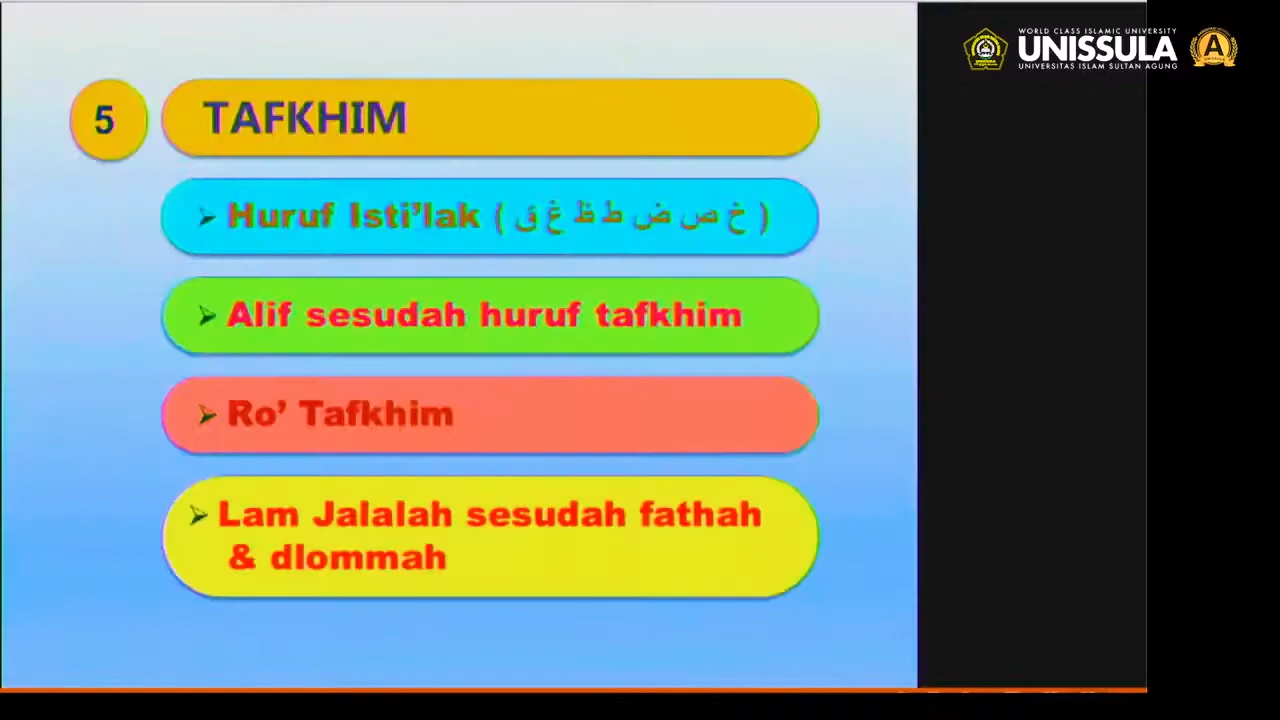 WORLD CLASS ISLAMIC UNIVERSITY
UNISSULA
UNIVERSITAS ISLAM SULTAN AGUNG
A
5
TAFKHIM
Huruf Isti’lak ( خ ص ض ط ظ غ ق )
Alif sesudah huruf tafkhim
Ro’ Tafkhim
Lam Jalalah sesudah fathah
& dlommah